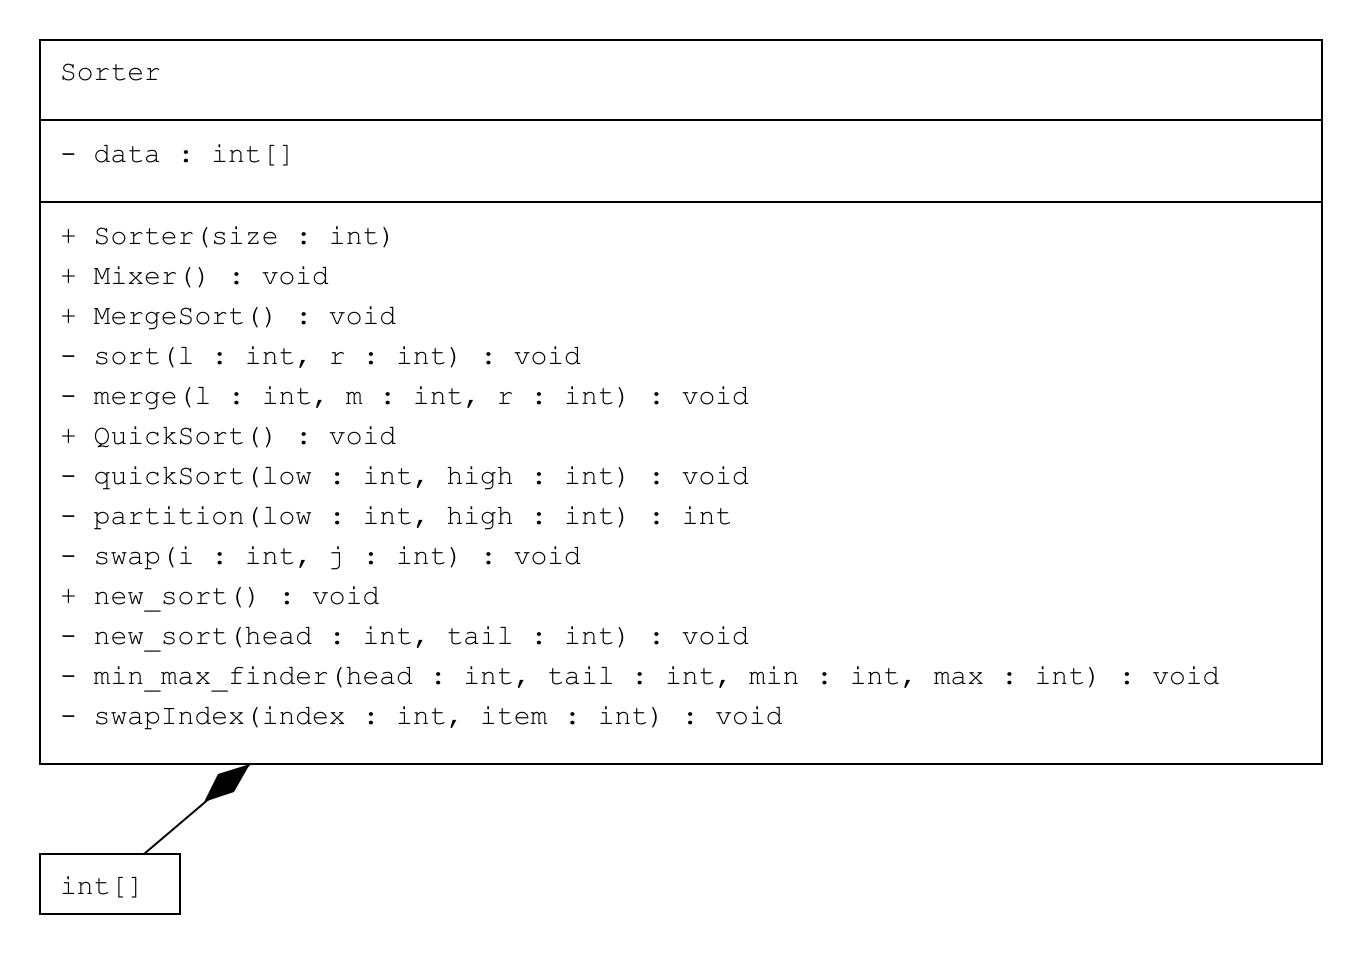 Sorter
- data : int[]
+ Sorter(size : int)
+ Mixer() : void
+ MergeSort() : void
- sort(l : int, r : int) : void
- merge(l : int, m : int, r : int) : void
+ QuickSort() : void
- quickSort(low : int, high : int) : void
- partition(low : int, high : int) : int
- swap(i : int, j : int) : void
+ new_sort() : void
- new_sort(head : int, tail : int) : void
- min_max_finder(head : int, tail : int, min : int, max : int) : void
- swapIndex(index : int, item : int) : void
int[]